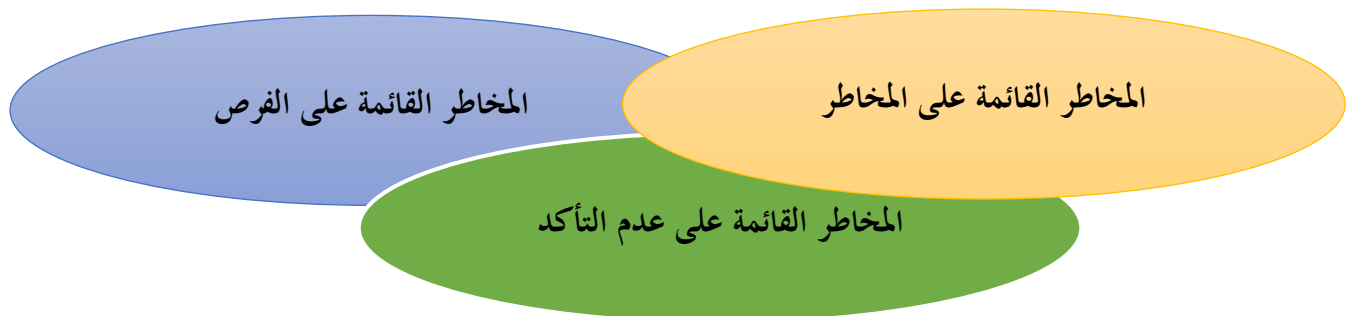 المخاطر القائمة على المخاطر
المخاطر القائمة على الفرص
المخاطر القائمة على عدم التأكد